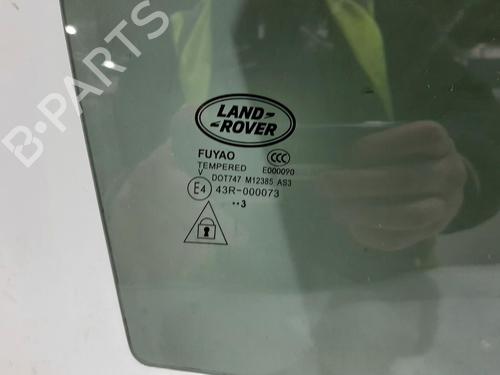 B-PARTS
LAND-
-ROVER
FUYAO CCC
TEMPERED E000090
V DOT747 M12385 AS3
E4 43R-000073
..3